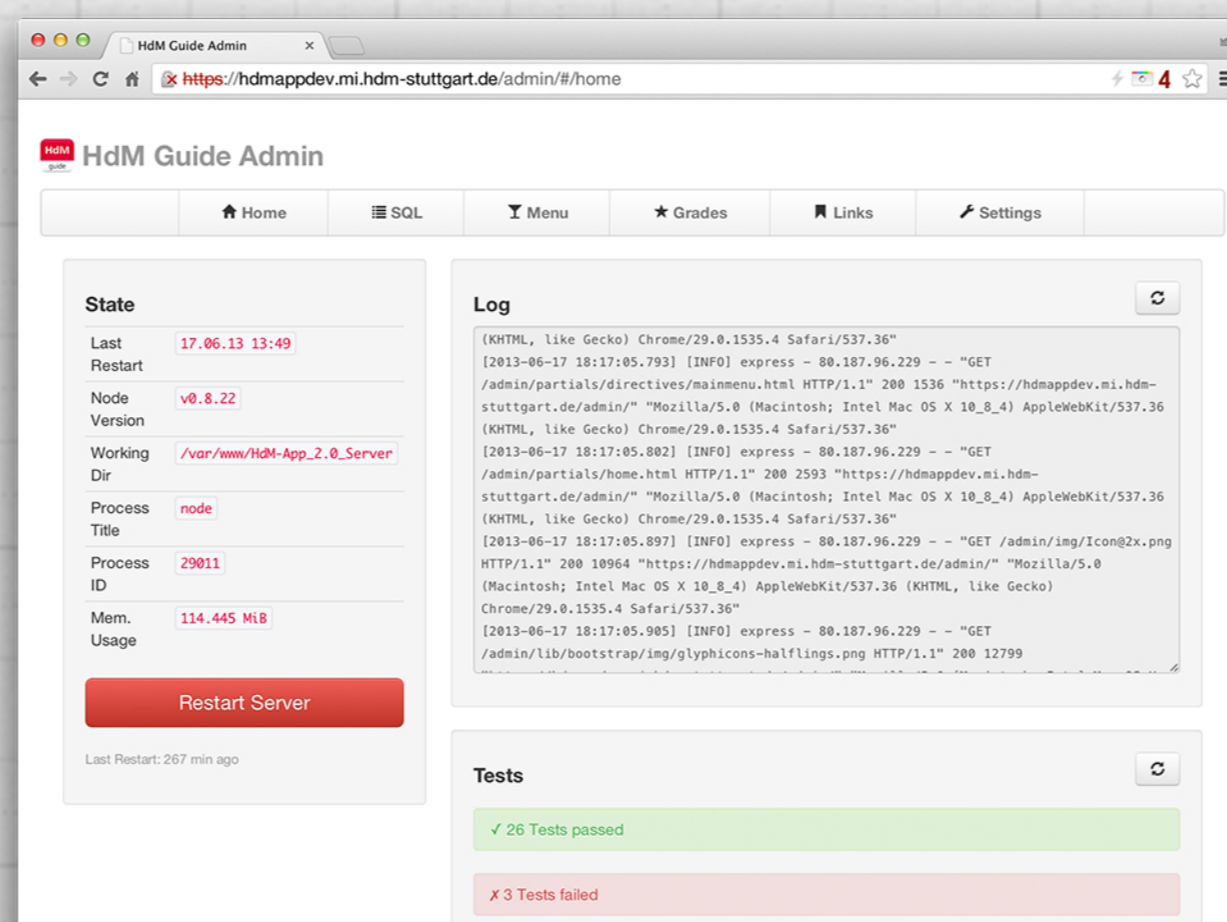 HdM Guide Admin
https://hdmappdev.mi.hdm-stuttgart.de/admin/#/home
4
HdM
guide
HdM Guide Admin
Home SQL Menu Grades Links Settings
State
Last Restart
17.06.13 13:49
Node Version
v0.8.22
Working Dir
/var/www/HdM-App_2.0_Server
Process Title
node
Process ID
29011
Mem. Usage
114.445 MiB
Restart Server
Last Restart: 267 min ago
Log
(KHTML, like Gecko) Chrome/29.0.1535.4 Safari/537.36"
[2013-06-17 18:17:05.793] [INFO] express - 80.187.96.229 - - "GET
/admin/partials/directives/mainmenu.html HTTP/1.1" 200 1536 "https://hdmappdev.mi.hdm-
stuttgart.de/admin/" "Mozilla/5.0 (Macintosh; Intel Mac OS X 10_8_4) AppleWebKit/537.36
(KHTML, like Gecko) Chrome/29.0.1535.4 Safari/537.36"
[2013-06-17 18:17:05.802] [INFO] express - 80.187.96.229 - - "GET
/admin/partials/home.html HTTP/1.1" 200 2593 "https://hdmappdev.mi.hdm-
stuttgart.de/admin/" "Mozilla/5.0 (Macintosh; Intel Mac OS X 10_8_4) AppleWebKit/537.36
(KHTML, like Gecko) Chrome/29.0.1535.4 Safari/537.36"
[2013-06-17 18:17:05.897] [INFO] express - 80.187.96.229 - - "GET /admin/img/Icon@2x.png
HTTP/1.1" 200 10964 "https://hdmappdev.mi.hdm-stuttgart.de/admin/" "Mozilla/5.0
(Macintosh; Intel Mac OS X 10_8_4) AppleWebKit/537.36 (KHTML, like Gecko)
Chrome/29.0.1535.4 Safari/537.36"
[2013-06-17 18:17:05.905] [INFO] express - 80.187.96.229 - - "GET
/admin/lib/bootstrap/img/glyphicons-halflings.png HTTP/1.1" 200 12799
Tests
✓ 26 Tests passed
✗ 3 Tests failed